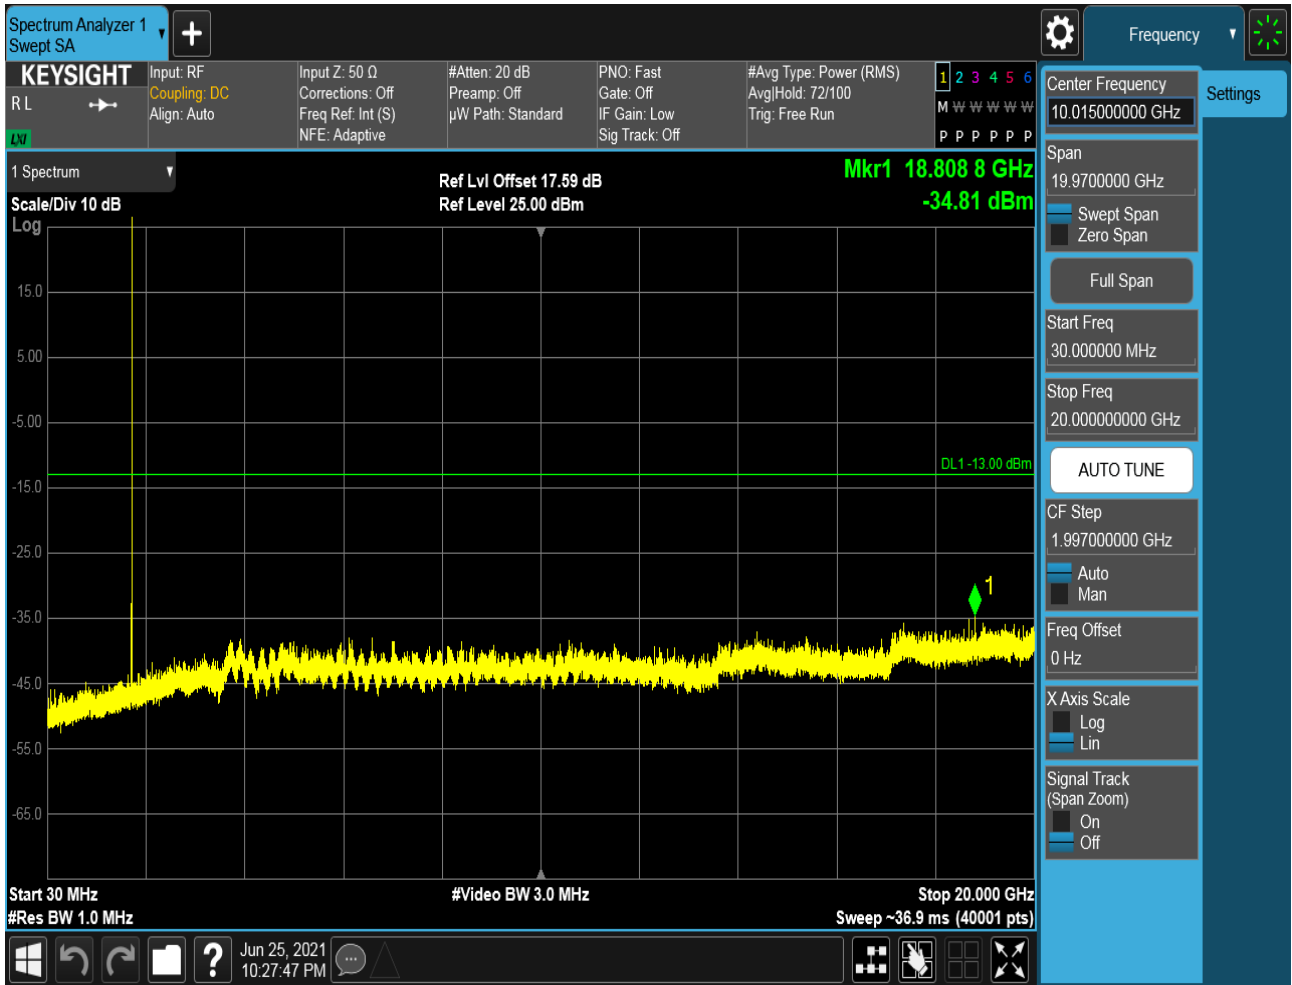 Spectrum Analyzer 1
Swept SA
Frequency
KEYSIGHT
R L
LXI
Input: RF
Coupling: DC
Align: Auto
Input Z: 50 Ω
Corrections: Off
Freq Ref: Int (S)
NFE: Adaptive
#Atten: 20 dB
Preamp: Off
µW Path: Standard
PNO: Fast
Gate: Off
IF Gain: Low
Sig Track: Off
#Avg Type: Power (RMS)
Avg|Hold: 72/100
Trig: Free Run
1 2 3 4 5 6
M W W W W W
P P P P P P
1 Spectrum
Scale/Div 10 dB
Log
Ref Lvl Offset 17.59 dB
Ref Level 25.00 dBm
Mkr1 18.808 8 GHz
-34.81 dBm
15.0
5.00
-5.00
DL1 -13.00 dBm
-15.0
-25.0
1
-35.0
-45.0
-55.0
-65.0
Start 30 MHz
#Res BW 1.0 MHz
#Video BW 3.0 MHz
Stop 20.000 GHz
Sweep ~36.9 ms (40001 pts)
Jun 25, 2021
10:27:47 PM
Center Frequency
10.015000000 GHz
Settings
Span
19.9700000 GHz
Swept Span
Zero Span
Full Span
Start Freq
30.000000 MHz
Stop Freq
20.000000000 GHz
AUTO TUNE
CF Step
1.997000000 GHz
Auto
Man
Freq Offset
0 Hz
X Axis Scale
Log
Lin
Signal Track
(Span Zoom)
On
Off